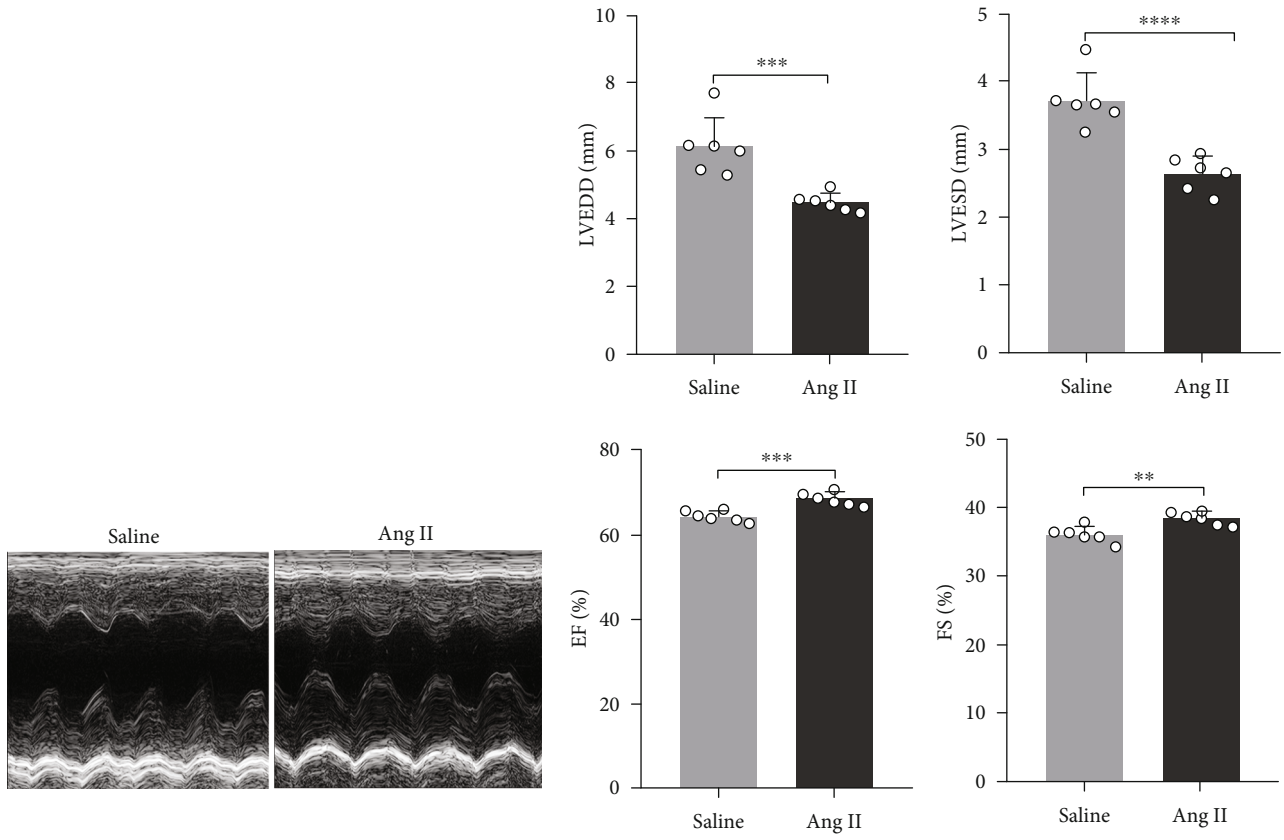 10
8
6
4
2
0
LVEDD (mm)
***
Saline
Ang II
5
4
3
2
1
0
LVESD (mm)
****
Saline
Ang II
Saline
Ang II
80
60
40
20
0
EF (%)
***
Saline
Ang II
50
40
30
20
10
0
FS (%)
**
Saline
Ang II